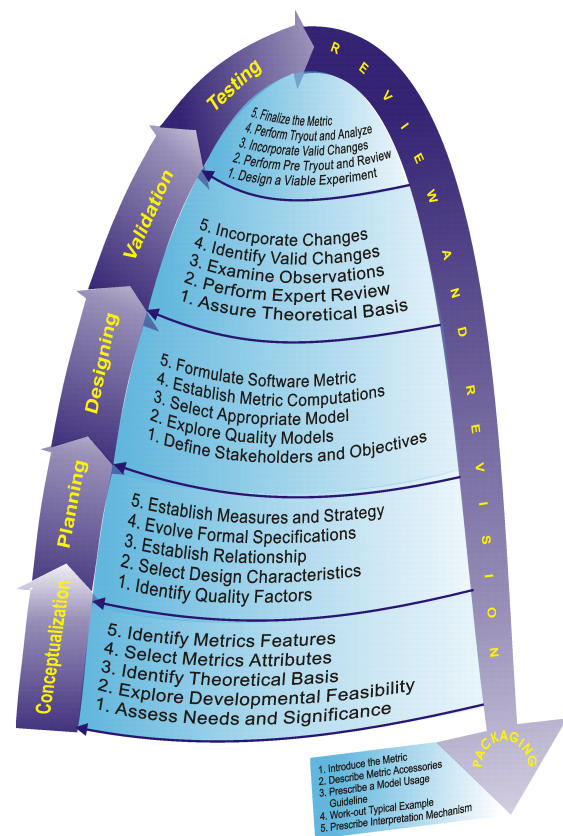 Testing
REVIEW AND REVISION
5. Finalize the Metric
4. Perform Tryout and Analyze
3. Incorporate Valid Changes
2. Perform Pre Tryout and Review
1. Design a Viable Experiment
Validation
5. Incorporate Changes
4. Identify Valid Changes
3. Examine Observations
2. Perform Expert Review
1. Assure Theoretical Basis
Designing
5. Formulate Software Metric
4. Establish Metric Computations
3. Select Appropriate Model
2. Explore Quality Models
1. Define Stakeholders and Objectives
Planning
5. Establish Measures and Strategy
4. Evolve Formal Specifications
3. Establish Relationship
2. Select Design Characteristics
1. Identify Quality Factors
Conceptualization
5. Identify Metrics Features
4. Select Metrics Attributes
3. Identify Theoretical Basis
2. Explore Developmental Feasibility
1. Assess Needs and Significance
PACKAGING
1. Introduce the Metric
2. Describe Metric Accessories
3. Prescribe a Model Usage
Guideline
4. Work-out Typical Example
5. Prescribe Interpretation Mechanism